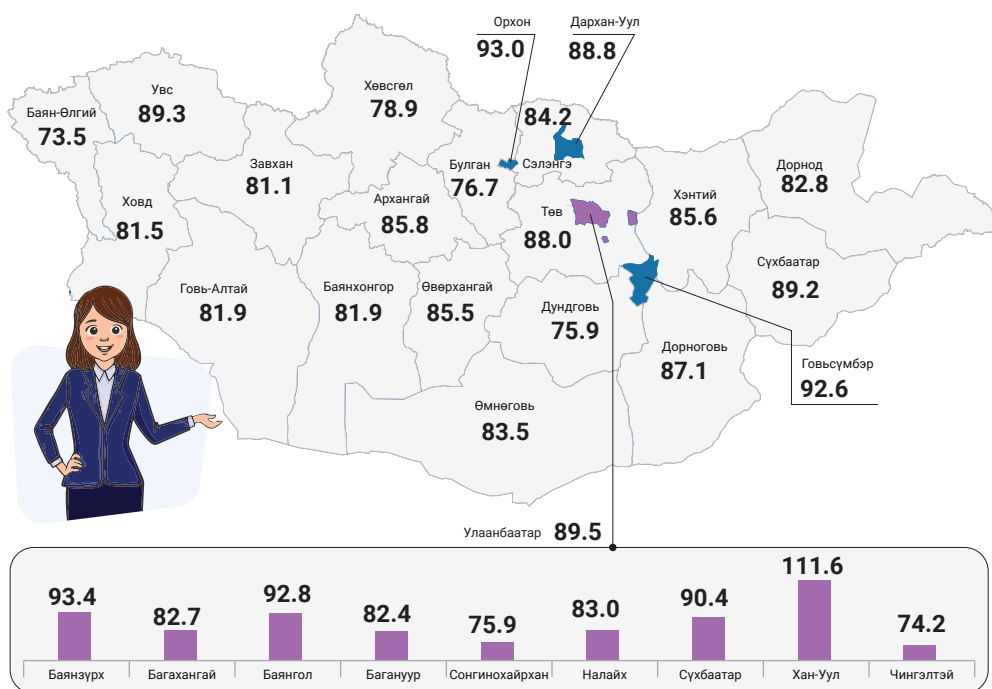 Орхон
93.0
Дархан-Уул
88.8
Увс
89.3
Хөвсгөл
78.9
Баян-Өлгий
73.5
84.2
Сэлэнгэ
Завхан
81.1
Булган
76.7
Дорнод
82.8
Ховд
81.5
Архангай
85.8
Төв
88.0
Хэнтий
85.6
Сүхбаатар
89.2
Говь-Алтай
81.9
Баянхонгор
81.9
Өвөрхангай
85.5
Дундговь
75.9
Дорноговь
87.1
Говьсүмбэр
92.6
Өмнөговь
83.5
Улаанбаатар 89.5
93.4
82.7
92.8
82.4
75.9
83.0
90.4
111.6
74.2
Баянзүрх
Багахангай
Баянгол
Багануур
Сонгинохайрхан
Налайх
Сүхбаатар
Хан-Уул
Чингэлтэй